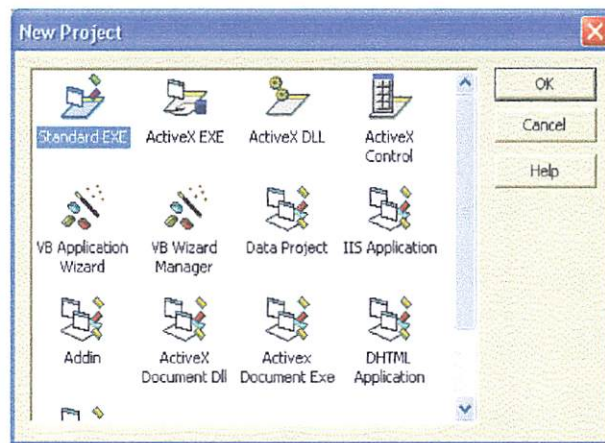 New Project
OK
Cancel
Help
Standard EXE
ActiveX EXE
ActiveX DLL
ActiveX
Control
VB Application
Wizard
VB Wizard
Manager
Data Project
IIS Application
Addin
ActiveX
Document Dll
Activex
Document Exe
DHTML
Application